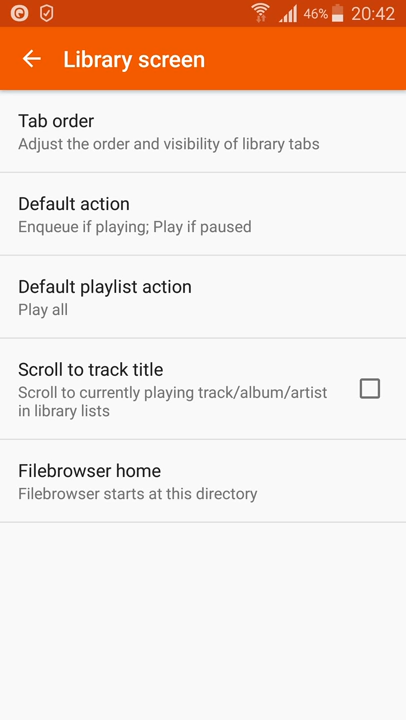 46% 20:42
Library screen
Tab order
Adjust the order and visibility of library tabs
Default action
Enqueue if playing; Play if paused
Default playlist action
Play all
Scroll to track title
Scroll to currently playing track/album/artist
in library lists
Filebrowser home
Filebrowser starts at this directory